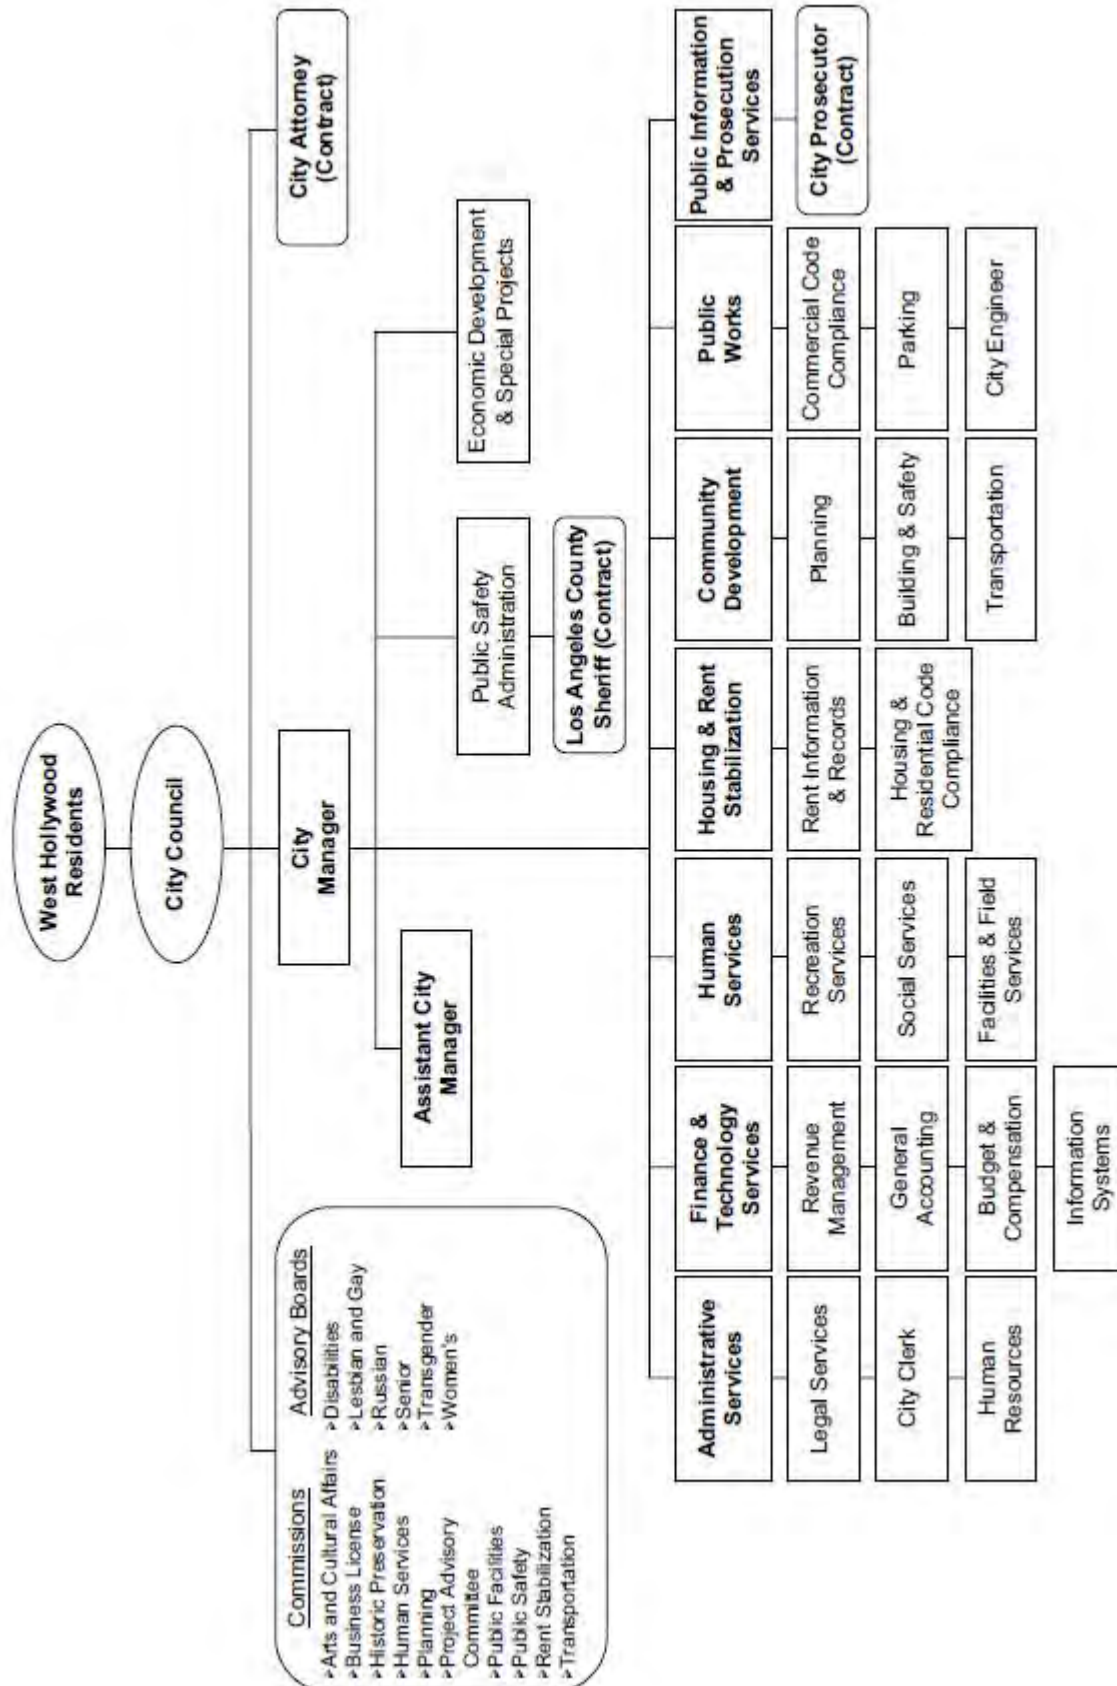 West Hollywood
Residents
City Council
City
Manager
City Attorney
(Contract)
Commissions
➢Arts and Cultural Affairs
➢Business License
➢Historic Preservation
➢Human Services
➢Planning
➢Project Advisory
Committee
➢Public Facilities
➢Public Safety
➢Rent Stabilization
➢Transportation
Advisory Boards
➢Disabilities
➢Lesbian and Gay
➢Russian
➢Senior
➢Transgender
➢Women's
Assistant City
Manager
Public Safety
Administration
Los Angeles County
Sheriff (Contract)
Economic Development
& Special Projects
Administrative
Services
Legal Services
City Clerk
Human
Resources
Finance &
Technology
Services
Revenue
Management
General
Accounting
Budget &
Compensation
Information
Systems
Human
Services
Recreation
Services
Social Services
Facilities & Field
Services
Housing & Rent
Stabilization
Rent Information
& Records
Housing &
Residential Code
Compliance
Community
Development
Planning
Building & Safety
Transportation
Public
Works
Commercial Code
Compliance
Parking
City Engineer
Public Information
& Prosecution
Services
City Prosecutor
(Contract)